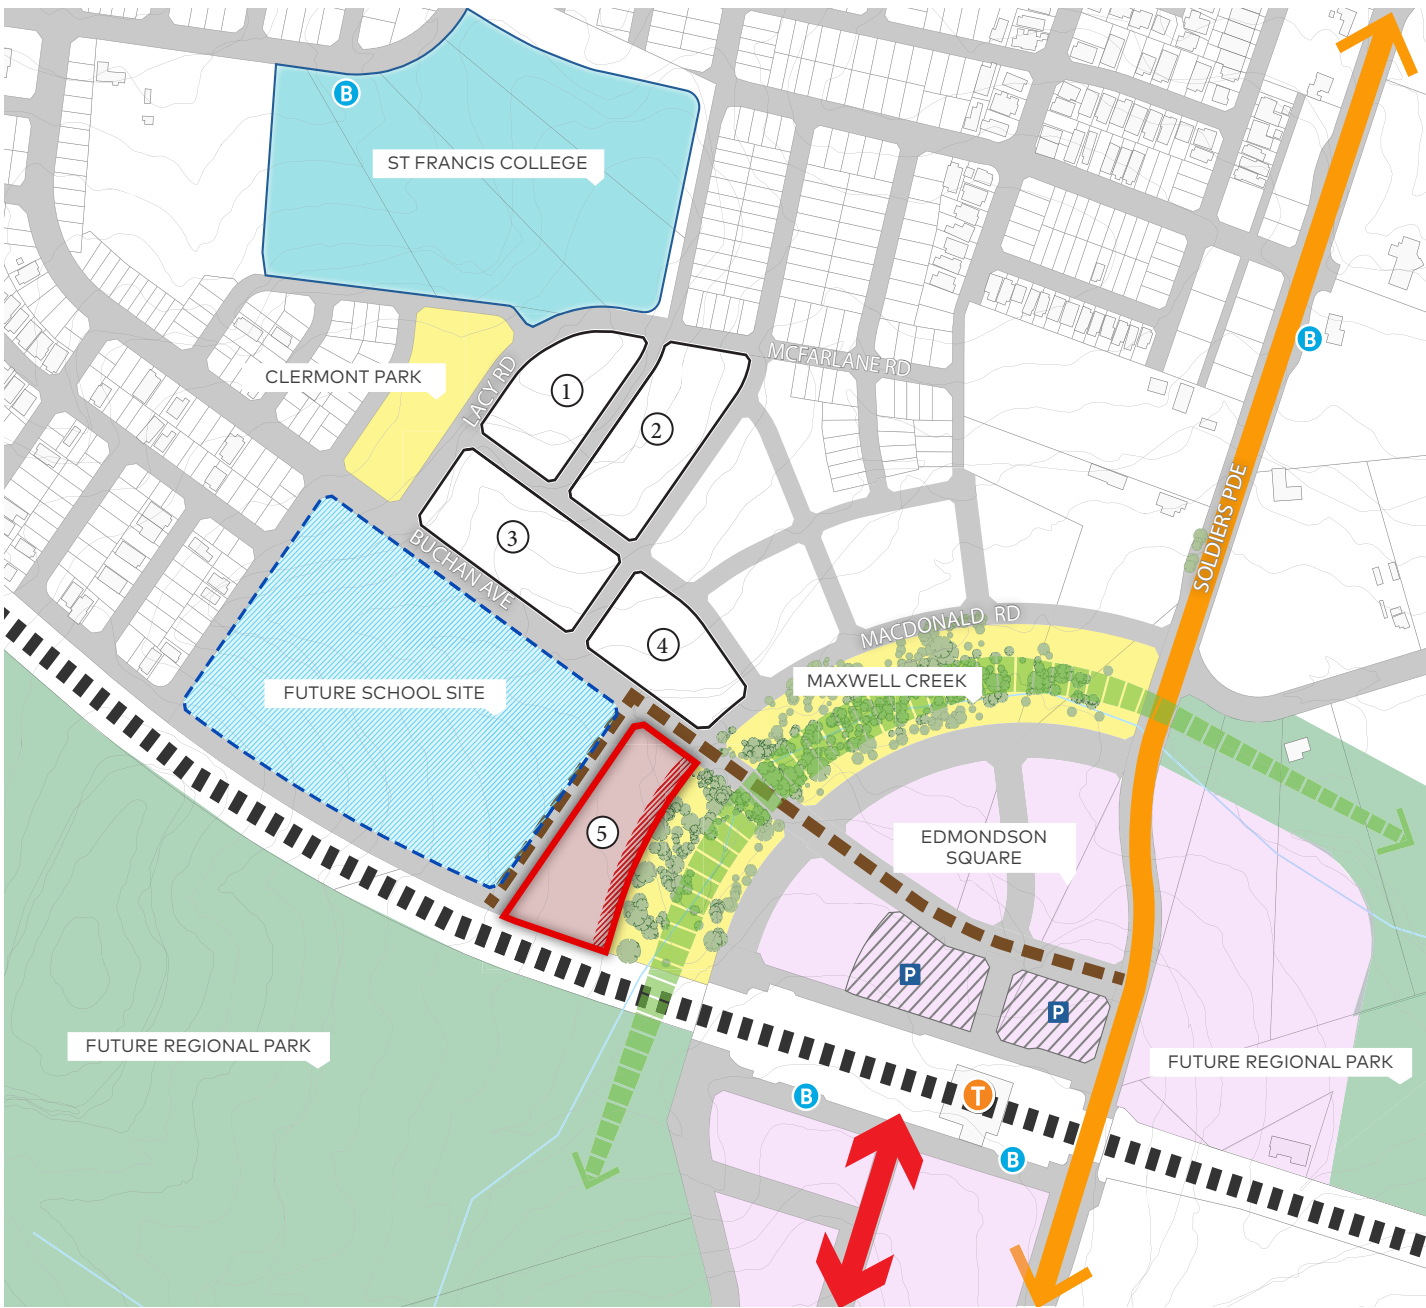 B
ST FRANCIS COLLEGE
B
MCFARLANE RD
CLERMONT PARK
LACY RD
1
2
3
BUCHAN AVE
SOLDIERS PDE
MACDONALD RD
4
MAXWELL CREEK
FUTURE SCHOOL SITE
5
EDMONDSON
SQUARE
P
P
FUTURE REGIONAL PARK
FUTURE REGIONAL PARK
B
T
B